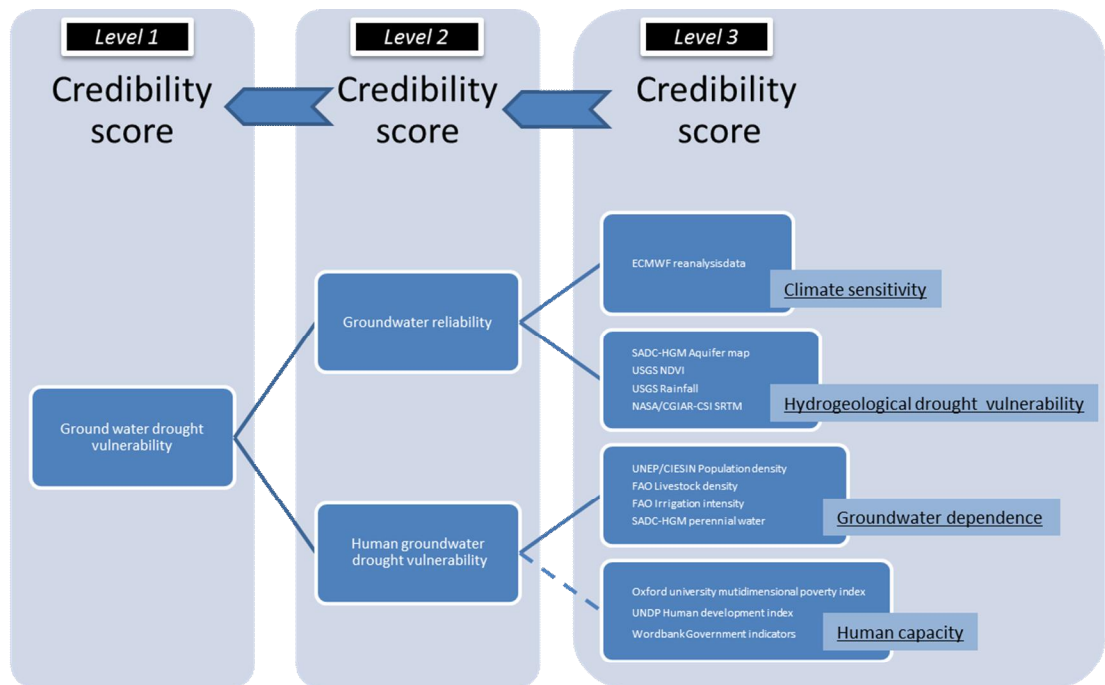 Level 1
Level 2
Level 3
Credibility
score
Credibility
score
Credibility
score
Ground water drought
vulnerability
Groundwater reliability
Human groundwater
drought vulnerability
ECMWF reanalysisdata
Climate sensitivity
SADC-HGM Aquifer map
USGS NDVI
USGS Rainfall
NASA/CGIAR-CSI SRTM
Hydrogeological drought vulnerability
UNEP/CIESIN Population density
FAO Livestock density
FAO Irrigation intensity
SADC-HGM perennial water
Groundwater dependence
Oxford university mutidimensional poverty index
UNDP Human development index
Wordbank Government indicators
Human capacity